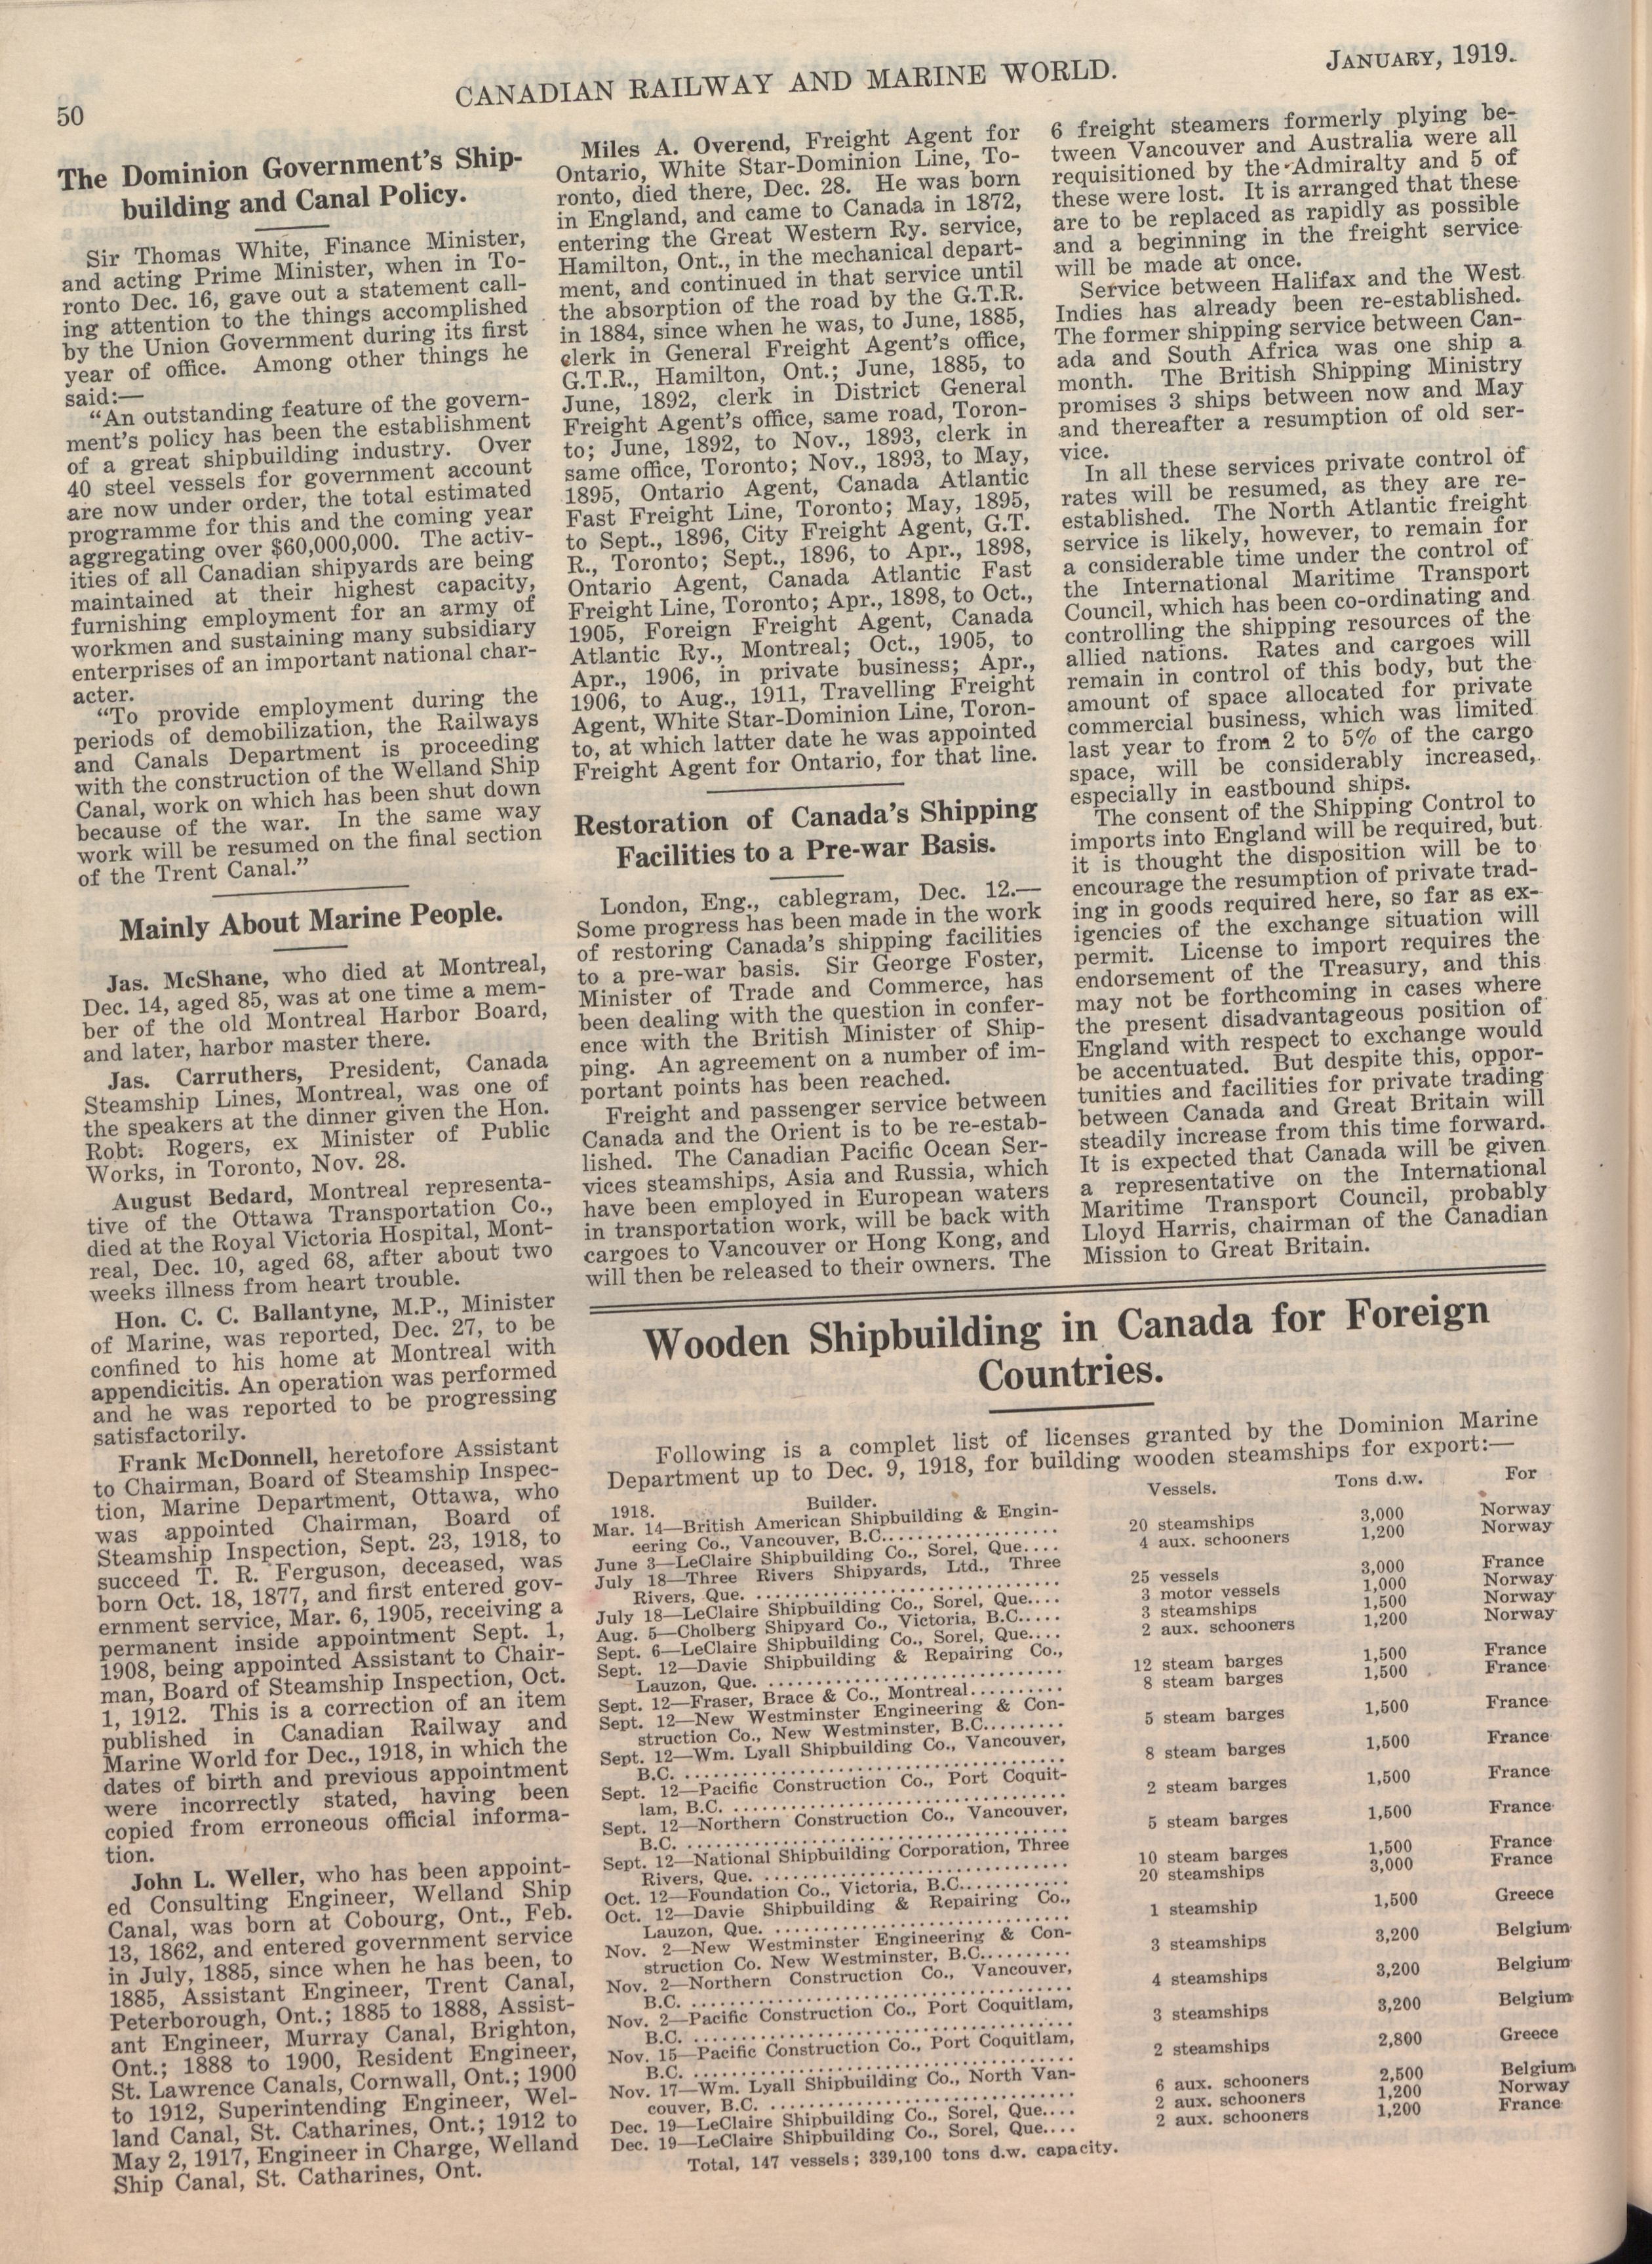 50
CANADIAN RAILWAY AND MARINE WORLD.
JANUARY, 1919.
The Dominion Government's Ship-
building and Canal Policy.
Sir Thomas White, Finance Minister,
and acting Prime Minister, when in To-
ronto Dec. 16, gave out a statement call-
ing attention to the things accomplished
by the Union Government during its first
year of office. Among other things he
said:—
"An outstanding feature of the govern-
ment's policy has been the establishment
of a great shipbuilding industry. Over
40 steel vessels for government account
are now under order, the total estimated
programme for this and the coming year
aggregating over $60,000,000. The activ-
ities of all Canadian shipyards are being
maintained at their highest capacity,
furnishing employment for an army of
workmen and sustaining many subsidiary
enterprises of an important national char-
acter.
"To provide employment during the
periods of demobilization, the Railways
and Canals Department is proceeding
with the construction of the Welland Ship
Canal, work on which has been shut down
because of the war. In the same way
work will be resumed on the final section
of the Trent Canal."
Mainly About Marine People.
Jas. McShane, who died at Montreal,
Dec. 14, aged 85, was at one time a mem-
ber of the old Montreal Harbor Board,
and later, harbor master there.
Jas. Carruthers, President, Canada
Steamship Lines, Montreal, was one of
the speakers at the dinner given the Hon.
Robt. Rogers, ex Minister of Public
Works, in Toronto, Nov. 28.
August Bedard, Montreal representa-
tive of the Ottawa Transportation Co.,
died at the Royal Victoria Hospital, Mont-
real, Dec. 10, aged 68, after about two
weeks illness from heart trouble.
Hon. C. C. Ballantyne, M.P., Minister
of Marine, was reported, Dec. 27, to be
confined to his home at Montreal with
appendicitis. An operation was performed
and he was reported to be progressing
satisfactorily.
Frank McDonnell, heretofore Assistant
to Chairman, Board of Steamship Inspec-
tion, Marine Department, Ottawa, who
was appointed Chairman, Board of
Steamship Inspection, Sept. 23, 1918, to
succeed T. R. Ferguson, deceased, was
born Oct. 18, 1877, and first entered gov-
ernment service, Mar. 6, 1905, receiving a
permanent inside appointment Sept. 1,
1908, being appointed Assistant to Chair-
man, Board of Steamship Inspection, Oct.
1, 1912. This is a correction of an item
published in Canadian Railway and
Marine World for Dec., 1918, in which the
dates of birth and previous appointment
were incorrectly stated, having been
copied from erroneous official informa-
tion.
John L. Weller, who has been appoint-
ed Consulting Engineer, Welland Ship
Canal, was born at Cobourg, Ont., Feb.
13, 1862, and entered government service
in July, 1885, since when he has been, to
1885, Assistant Engineer, Trent Canal,
Peterborough, Ont.; 1885 to 1888, Assist-
ant Engineer, Murray Canal, Brighton,
Ont.; 1888 to 1900, Resident Engineer,
St. Lawrence Canals, Cornwall, Ont.; 1900
to 1912, Superintending Engineer, Wel-
land Canal, St. Catharines, Ont.; 1912 to
May 2, 1917, Engineer in Charge, Welland
Ship Canal, St. Catharines, Ont.
Miles A. Overend, Freight Agent for
Ontario, White Star-Dominion Line, To-
ronto, died there, Dec. 28. He was born
in England, and came to Canada in 1872,
entering the Great Western Ry. service,
Hamilton, Ont., in the mechanical depart-
ment, and continued in that service until
the absorption of the road by the G.T.R.
in 1884, since when he was, to June, 1885,
clerk in General Freight Agent's office,
G.T.R., Hamilton, Ont.; June, 1885, to
June, 1892, clerk in District General
Freight Agent's office, same road, Toron-
to; June, 1892, to Nov., 1893, clerk in
same office, Toronto; Nov., 1893, to May,
1895, Ontario Agent, Canada Atlantic
Fast Freight Line, Toronto; May, 1895,
to Sept., 1896, City Freight Agent, G.T.
R., Toronto; Sept., 1896, to Apr., 1898,
Ontario Agent, Canada Atlantic Fast
Freight Line, Toronto; Apr., 1898, to Oct.,
1905, Foreign Freight Agent, Canada
Atlantic Ry., Montreal; Oct., 1905, to
Apr., 1906, in private business; Apr.,
1906, to Aug., 1911, Travelling Freight
Agent, White Star-Dominion Line, Toron-
to, at which latter date he was appointed
Freight Agent for Ontario, for that line.
Restoration of Canada's Shipping
Facilities to a Pre-war Basis.
London, Eng., cablegram, Dec. 12.—
Some progress has been made in the work
of restoring Canada's shipping facilities
to a pre-war basis. Sir George Foster,
Minister of Trade and Commerce, has
been dealing with the question in confer-
ence with the British Minister of Ship-
ping. An agreement on a number of im-
portant points has been reached.
Freight and passenger service between
Canada and the Orient is to be re-estab-
lished. The Canadian Pacific Ocean Ser-
vices steamships, Asia and Russia, which
have been employed in European waters
in transportation work, will be back with
cargoes to Vancouver or Hong Kong, and
will then be released to their owners. The
6 freight steamers formerly plying be-
tween Vancouver and Australia were all
requisitioned by the Admiralty and 5 of
these were lost. It is arranged that these
are to be replaced as rapidly as possible
and a beginning in the freight service
will be made at once.
Service between Halifax and the West
Indies has already been re-established.
The former shipping service between Can-
ada and South Africa was one ship a
month. The British Shipping Ministry
promises 3 ships between now and May
and thereafter a resumption of old ser-
vice.
In all these services private control of
rates will be resumed, as they are re-
established. The North Atlantic freight
service is likely, however, to remain for
a considerable time under the control of
the International Maritime Transport
Council, which has been co-ordinating and
controlling the shipping resources of the
allied nations. Rates and cargoes will
remain in control of this body, but the
amount of space allocated for private
commercial business, which was limited
last year to from 2 to 5% of the cargo
space, will be considerably increased,
especially in eastbound ships.
The consent of the Shipping Control to
imports into England will be required, but
it is thought the disposition will be to
encourage the resumption of private trad-
ing in goods required here, so far as ex-
igencies of the exchange situation will
permit. License to import requires the
endorsement of the Treasury, and this
may not be forthcoming in cases where
the present disadvantageous position of
England with respect to exchange would
be accentuated. But despite this, oppor-
tunities and facilities for private trading
between Canada and Great Britain will
steadily increase from this time forward.
It is expected that Canada will be given
a representative on the International
Maritime Transport Council, probably
Lloyd Harris, chairman of the Canadian
Mission to Great Britain.
Wooden Shipbuilding in Canada for Foreign
Countries.
Following is a complet list of licenses granted by the Dominion Marine
Department up to Dec. 9, 1918, for building wooden steamships for export:—
1918. Builder. Vessels. Tons d.w. For
Mar. 14—British American Shipbuilding & Engin-
eering Co., Vancouver, B.C. 20 steamships 3,000 Norway
June 3—LeClaire Shipbuilding Co., Sorel, Que. 4 aux. schooners 1,200 Norway
July 18—Three Rivers Shipyards, Ltd., Three
Rivers, Que. 25 vessels 3,000 France
July 18—LeClaire Shipbuilding Co., Sorel, Que. 3 motor vessels 1,000 Norway
Aug. 5—Cholberg Shipyard Co., Victoria, B.C. 3 steamships 1,500 Norway
Sept. 6—LeClaire Shipbuilding Co., Sorel, Que. 2 aux. schooners 1,200 Norway
Sept. 12—Davie Shipbuilding & Repairing Co.,
Lauzon, Que. 12 steam barges 1,500 France
Sept. 12—Fraser, Brace & Co., Montreal 8 steam barges 1,500 France
Sept. 12—New Westminster Engineering & Con-
struction Co., New Westminster, B.C. 5 steam barges 1,500 France
Sept. 12—Wm. Lyall Shipbuilding Co., Vancouver,
B.C. 8 steam barges 1,500 France
Sept. 12—Pacific Construction Co., Port Coquit-
lam, B.C. 2 steam barges 1,500 France
Sept. 12—Northern Construction Co., Vancouver,
B.C. 5 steam barges 1,500 France
Sept. 12—National Shipbuilding Corporation, Three
Rivers, Que. 10 steam barges 1,500 France
Oct. 12—Foundation Co., Victoria, B.C. 20 steamships 3,000 France
Oct. 12—Davie Shipbuilding & Repairing Co.,
Lauzon, Que. 1 steamship 1,500 Greece
Nov. 2—New Westminster Engineering & Con-
struction Co. New Westminster, B.C. 3 steamships 3,200 Belgium
Nov. 2—Northern Construction Co., Vancouver,
B.C. 4 steamships 3,200 Belgium
Nov. 2—Pacific Construction Co., Port Coquitlam,
B.C. 3 steamships 3,200 Belgium
Nov. 15—Pacific Construction Co., Port Coquitlam,
B.C. 2 steamships 2,800 Greece
Nov. 17—Wm. Lyall Shipbuilding Co., North Van-
couver, B.C. 6 aux. schooners 2,500 Belgium
Dec. 19—LeClaire Shipbuilding Co., Sorel, Que. 2 aux. schooners 1,200 Norway
Dec. 19—LeClaire Shipbuilding Co., Sorel, Que. 2 aux. schooners 1,200 France
Total, 147 vessels; 339,100 tons d.w. capacity.